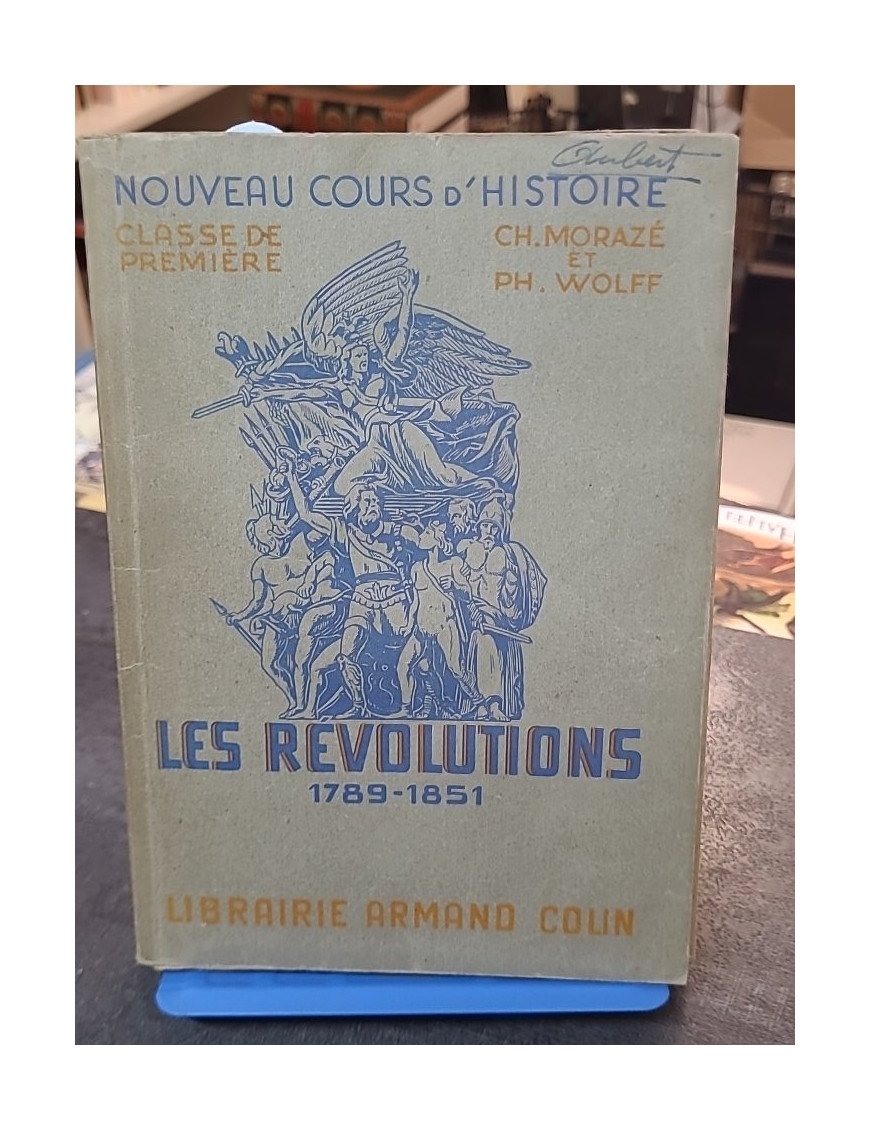 Aubert
NOUVEAU COURS D'HISTOIRE
CLASSE DE
PREMIÈRE
CH. MORAZÉ
ET
PH. WOLFF
LES REVOLUTIONS
1789-1851
LIBRAIRIE ARMAND COLIN